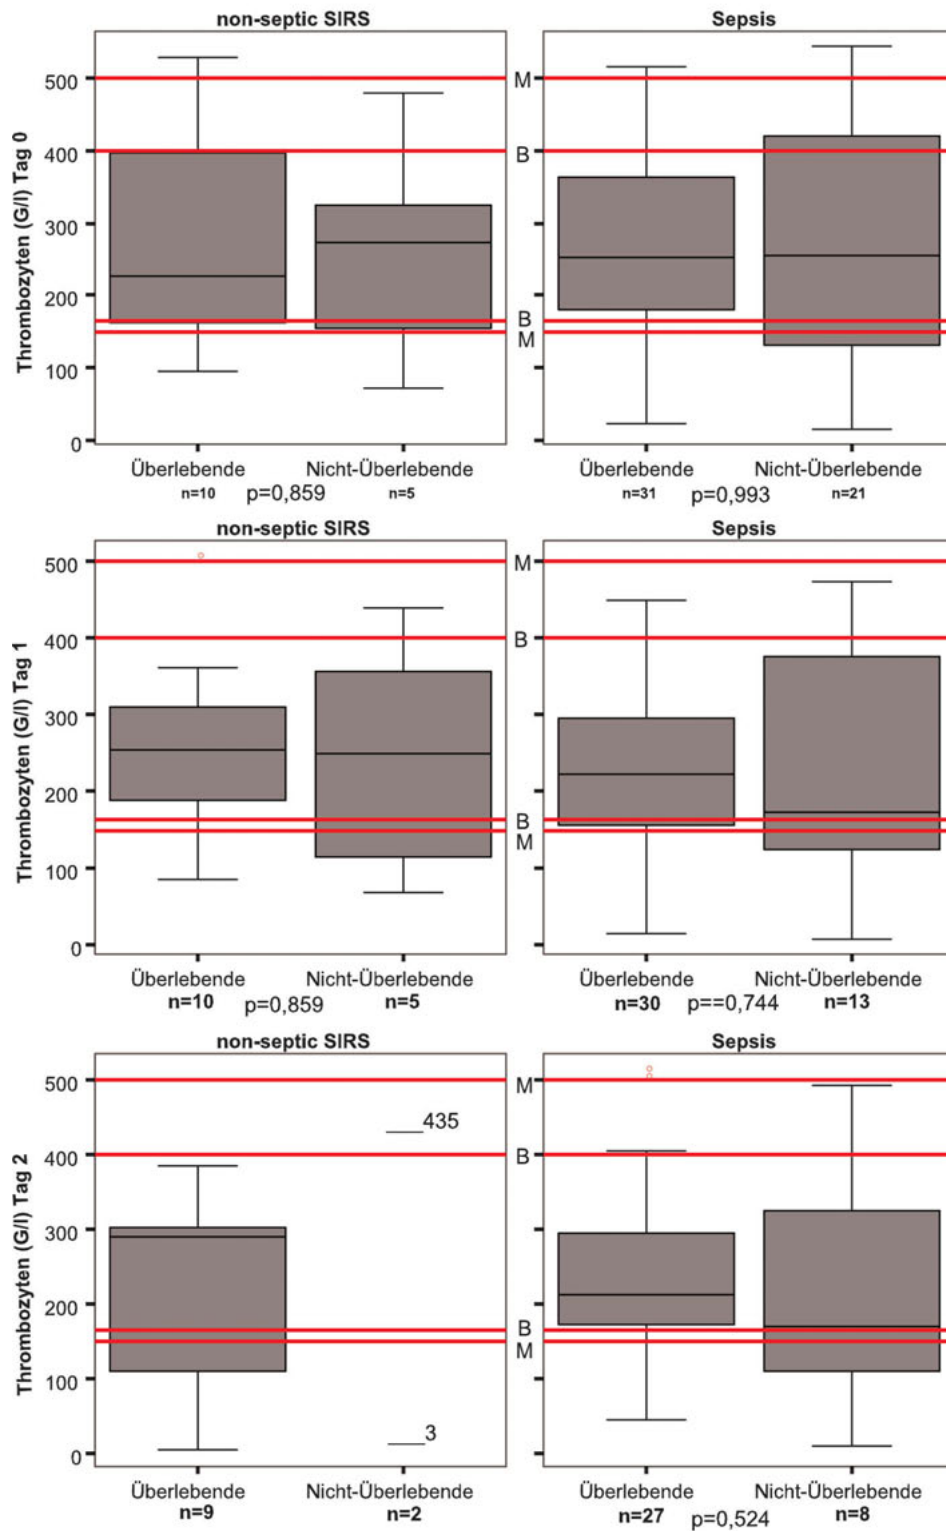 non-septic SIRS Sepsis
Thrombozyten (G/l) Tag 0
500 M
400 B
300
200
B
M
100
0
Überlebende Nicht-Überlebende Überlebende Nicht-Überlebende
n=10 p=0,859 n=5 n=31 p=0,993 n=21
non-septic SIRS Sepsis
Thrombozyten (G/l) Tag 1
500 M
400 B
300
200
B
M
100
0
Überlebende Nicht-Überlebende Überlebende Nicht-Überlebende
n=10 p=0,859 n=5 n=30 p==0,744 n=13
non-septic SIRS Sepsis
Thrombozyten (G/l) Tag 2
500 M
435
400 B
300
200
B
M
100
3
0
Überlebende Nicht-Überlebende Überlebende Nicht-Überlebende
n=9 n=2 n=27 p=0,524 n=8